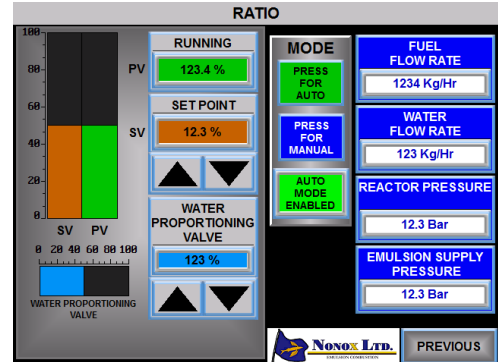 RATIO
100
80
60
40
20
0
SV PV
0 20 40 60 80 100
WATER PROPORTIONING
VALVE
RUNNING
PV
123.4 %
SET POINT
SV
12.3 %
WATER
PROPORTIONING
VALVE
123 %
MODE
PRESS
FOR
AUTO
PRESS
FOR
MANUAL
AUTO
MODE
ENABLED
FUEL
FLOW RATE
1234 Kg/Hr
WATER
FLOW RATE
123 Kg/Hr
REACTOR PRESSURE
12.3 Bar
EMULSION SUPPLY
PRESSURE
12.3 Bar
NONOX LTD.
EMULSION COMBUSTION
PREVIOUS